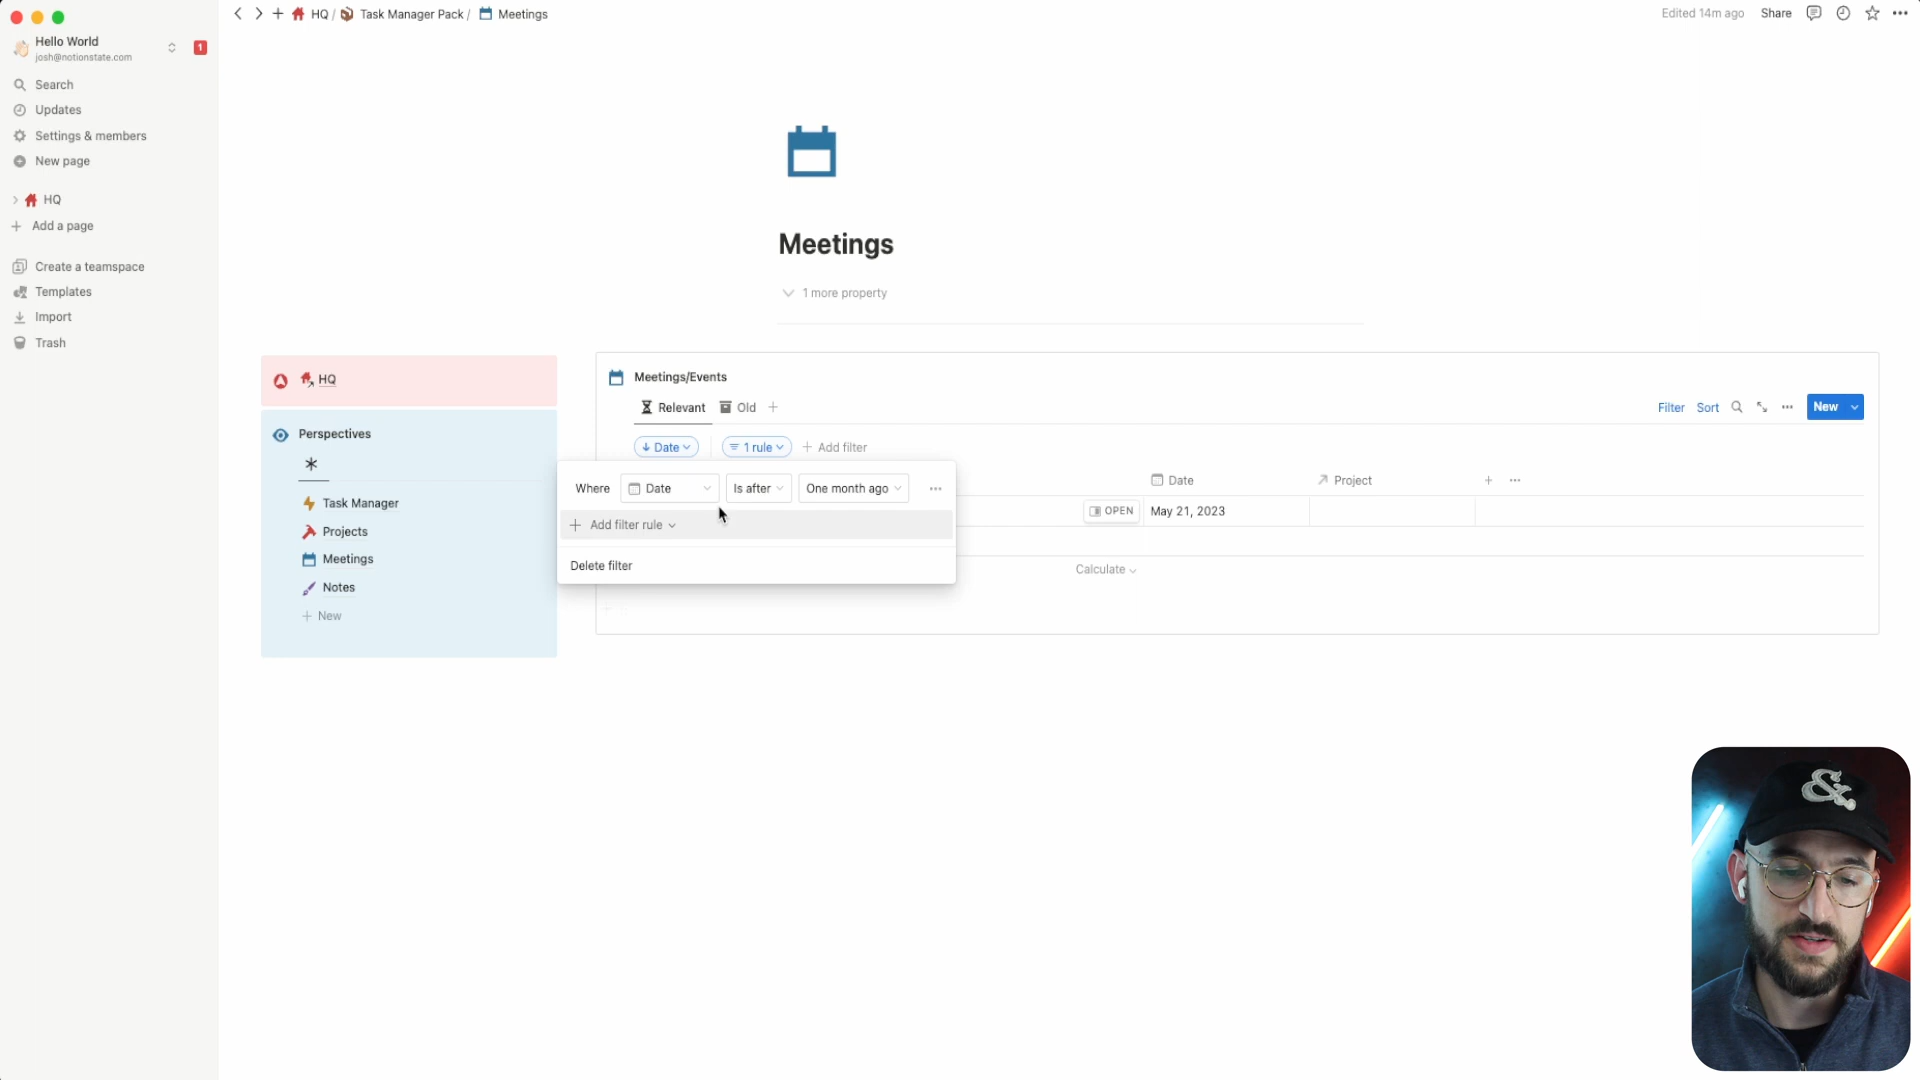 HQ / Task Manager Pack / Meetings
Edited 14m ago Share
Hello World
josh@notionstate.com
1
Search
Updates
Settings & members
New page
HQ
Add a page
Create a teamspace
Templates
Import
Trash
Meetings
1 more property
HQ
Perspectives
Task Manager
Projects
Meetings
Notes
New
Meetings/Events
Relevant Old
Filter Sort New
Date 1 rule Add filter
Where Date Is after One month ago
Add filter rule
Delete filter
Date Project
OPEN May 21, 2023
Calculate
&